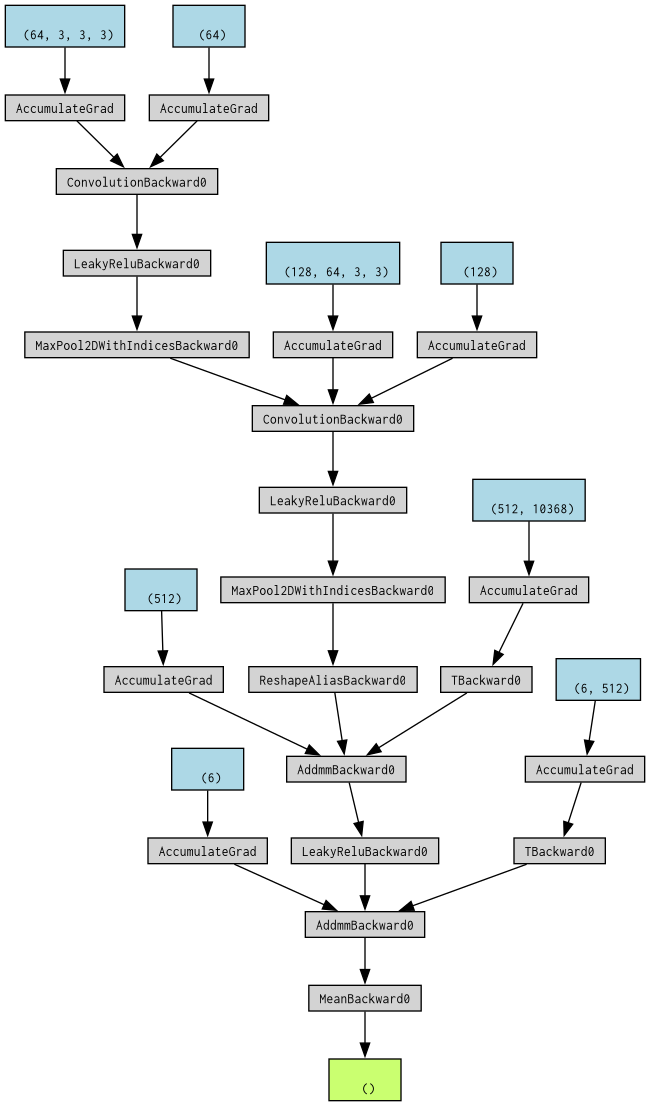 (64, 3, 3, 3)
(64)
AccumulateGrad
AccumulateGrad
ConvolutionBackward0
LeakyReluBackward0
(128, 64, 3, 3)
(128)
MaxPool2DWithIndicesBackward0
AccumulateGrad
AccumulateGrad
ConvolutionBackward0
LeakyReluBackward0
(512, 10368)
(512)
MaxPool2DWithIndicesBackward0
AccumulateGrad
AccumulateGrad
ReshapeAliasBackward0
TBackward0
(6, 512)
(6)
AddmmBackward0
AccumulateGrad
AccumulateGrad
LeakyReluBackward0
TBackward0
AddmmBackward0
MeanBackward0
()